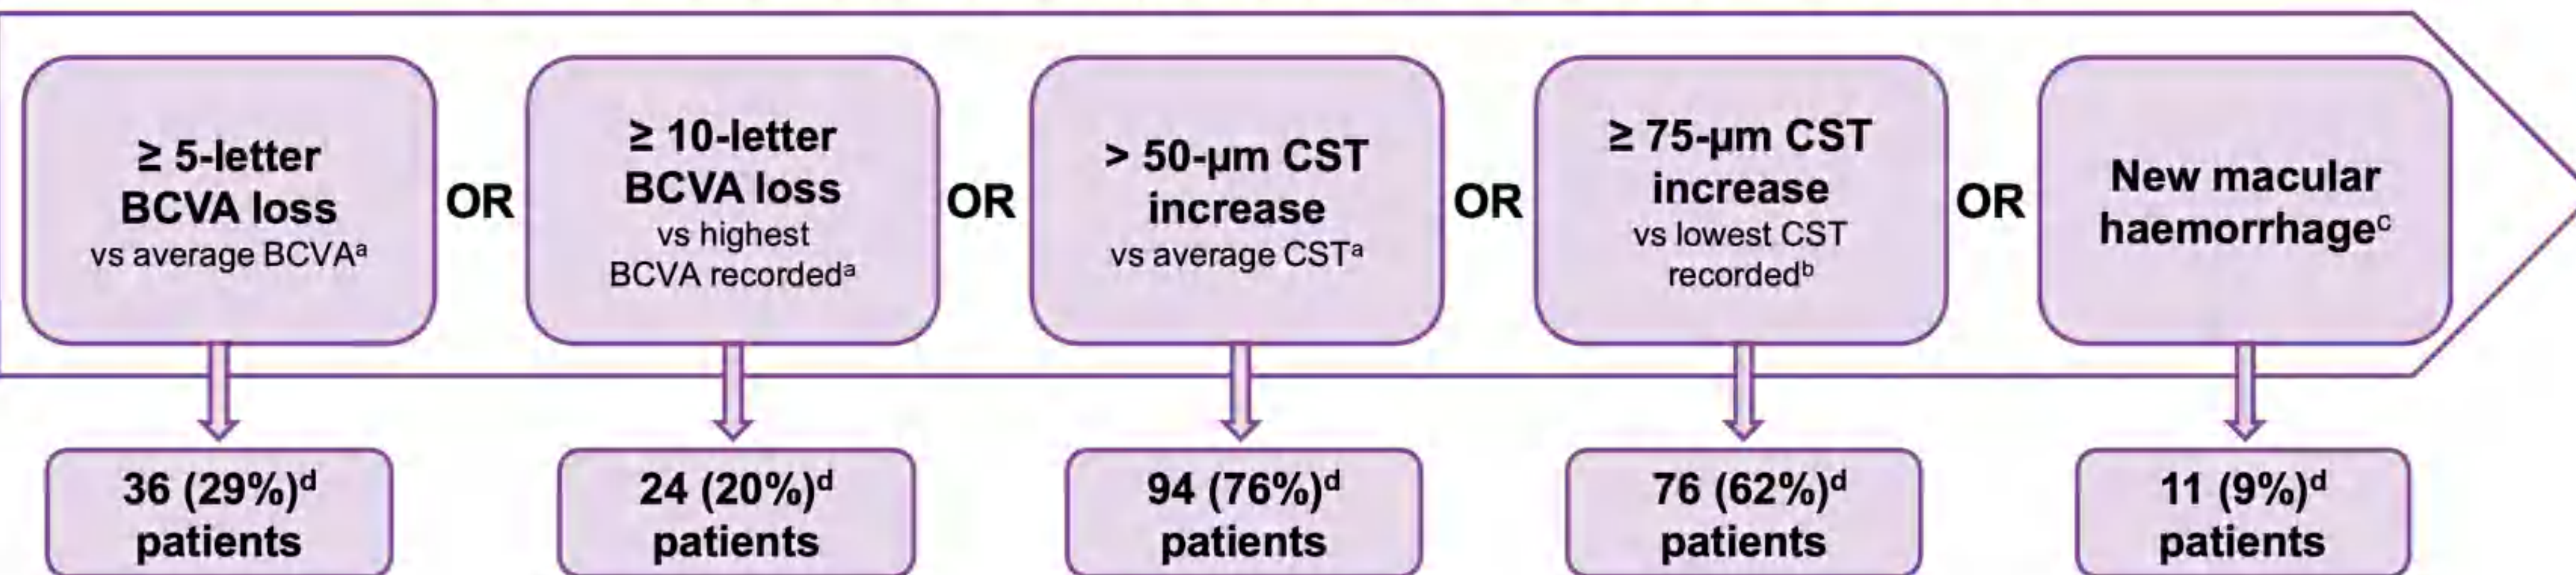 ≥ 5-letter
BCVA loss
vs average BCVAᵃ
OR
≥ 10-letter
BCVA loss
vs highest
BCVA recordedᵃ
OR
> 50-µm CST
increase
vs average CSTᵃ
OR
≥ 75-µm CST
increase
vs lowest CST
recordedᵇ
OR
New macular
haemorrhageᶜ
36 (29%)ᵈ
patients
24 (20%)ᵈ
patients
94 (76%)ᵈ
patients
76 (62%)ᵈ
patients
11 (9%)ᵈ
patients